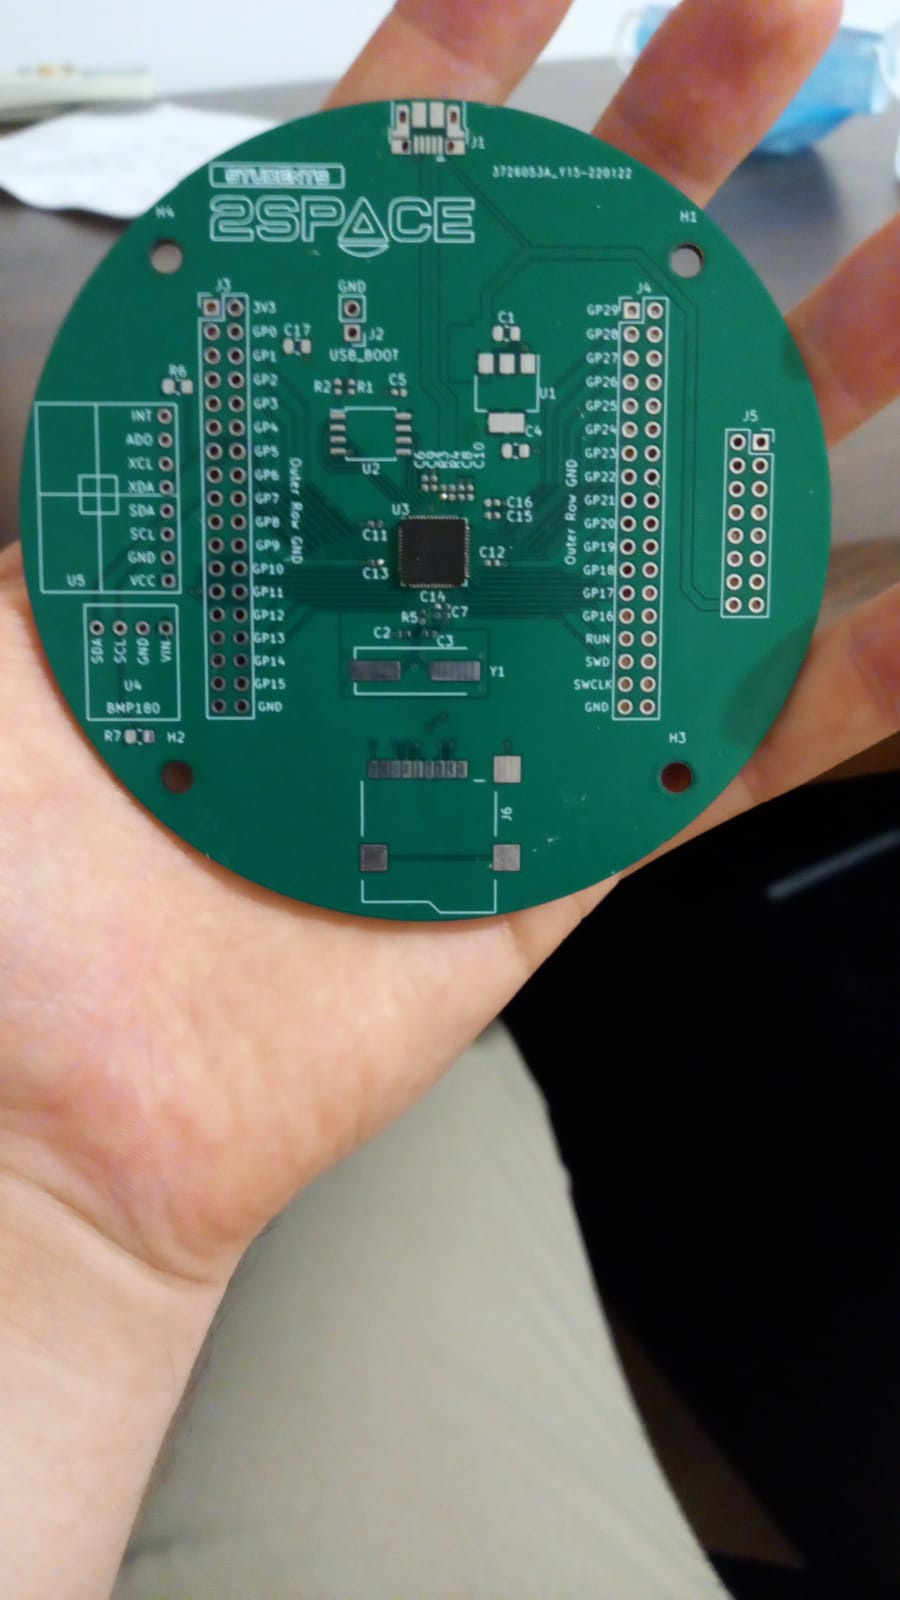 J1
3726053A_Y15-220122
STUDENTS
2SPACE
H4
H1
J3
3V3
GP0
GP1
GP2
GP3
GP4
GP5
GP6
GP7
GP8
GP9
GP10
GP11
GP12
GP13
GP14
GP15
GND
Outer Row GND
C17
R6
GND
J2
USB_BOOT
R2
R1
C5
U2
C1
U1
C4
C10
U3
C16
C15
C11
C12
C13
C14
R5
C7
C2
C3
Y1
Outer Row GND
J4
GP29
GP28
GP27
GP26
GP25
GP24
GP23
GP22
GP21
GP20
GP19
GP18
GP17
GP16
RUN
SWD
SWCLK
GND
J5
INT
ADO
XCL
XDA
SDA
SCL
GND
VCC
U5
SDA
SCL
GND
VIN
U4
BMP180
R7
H2
H3
J6